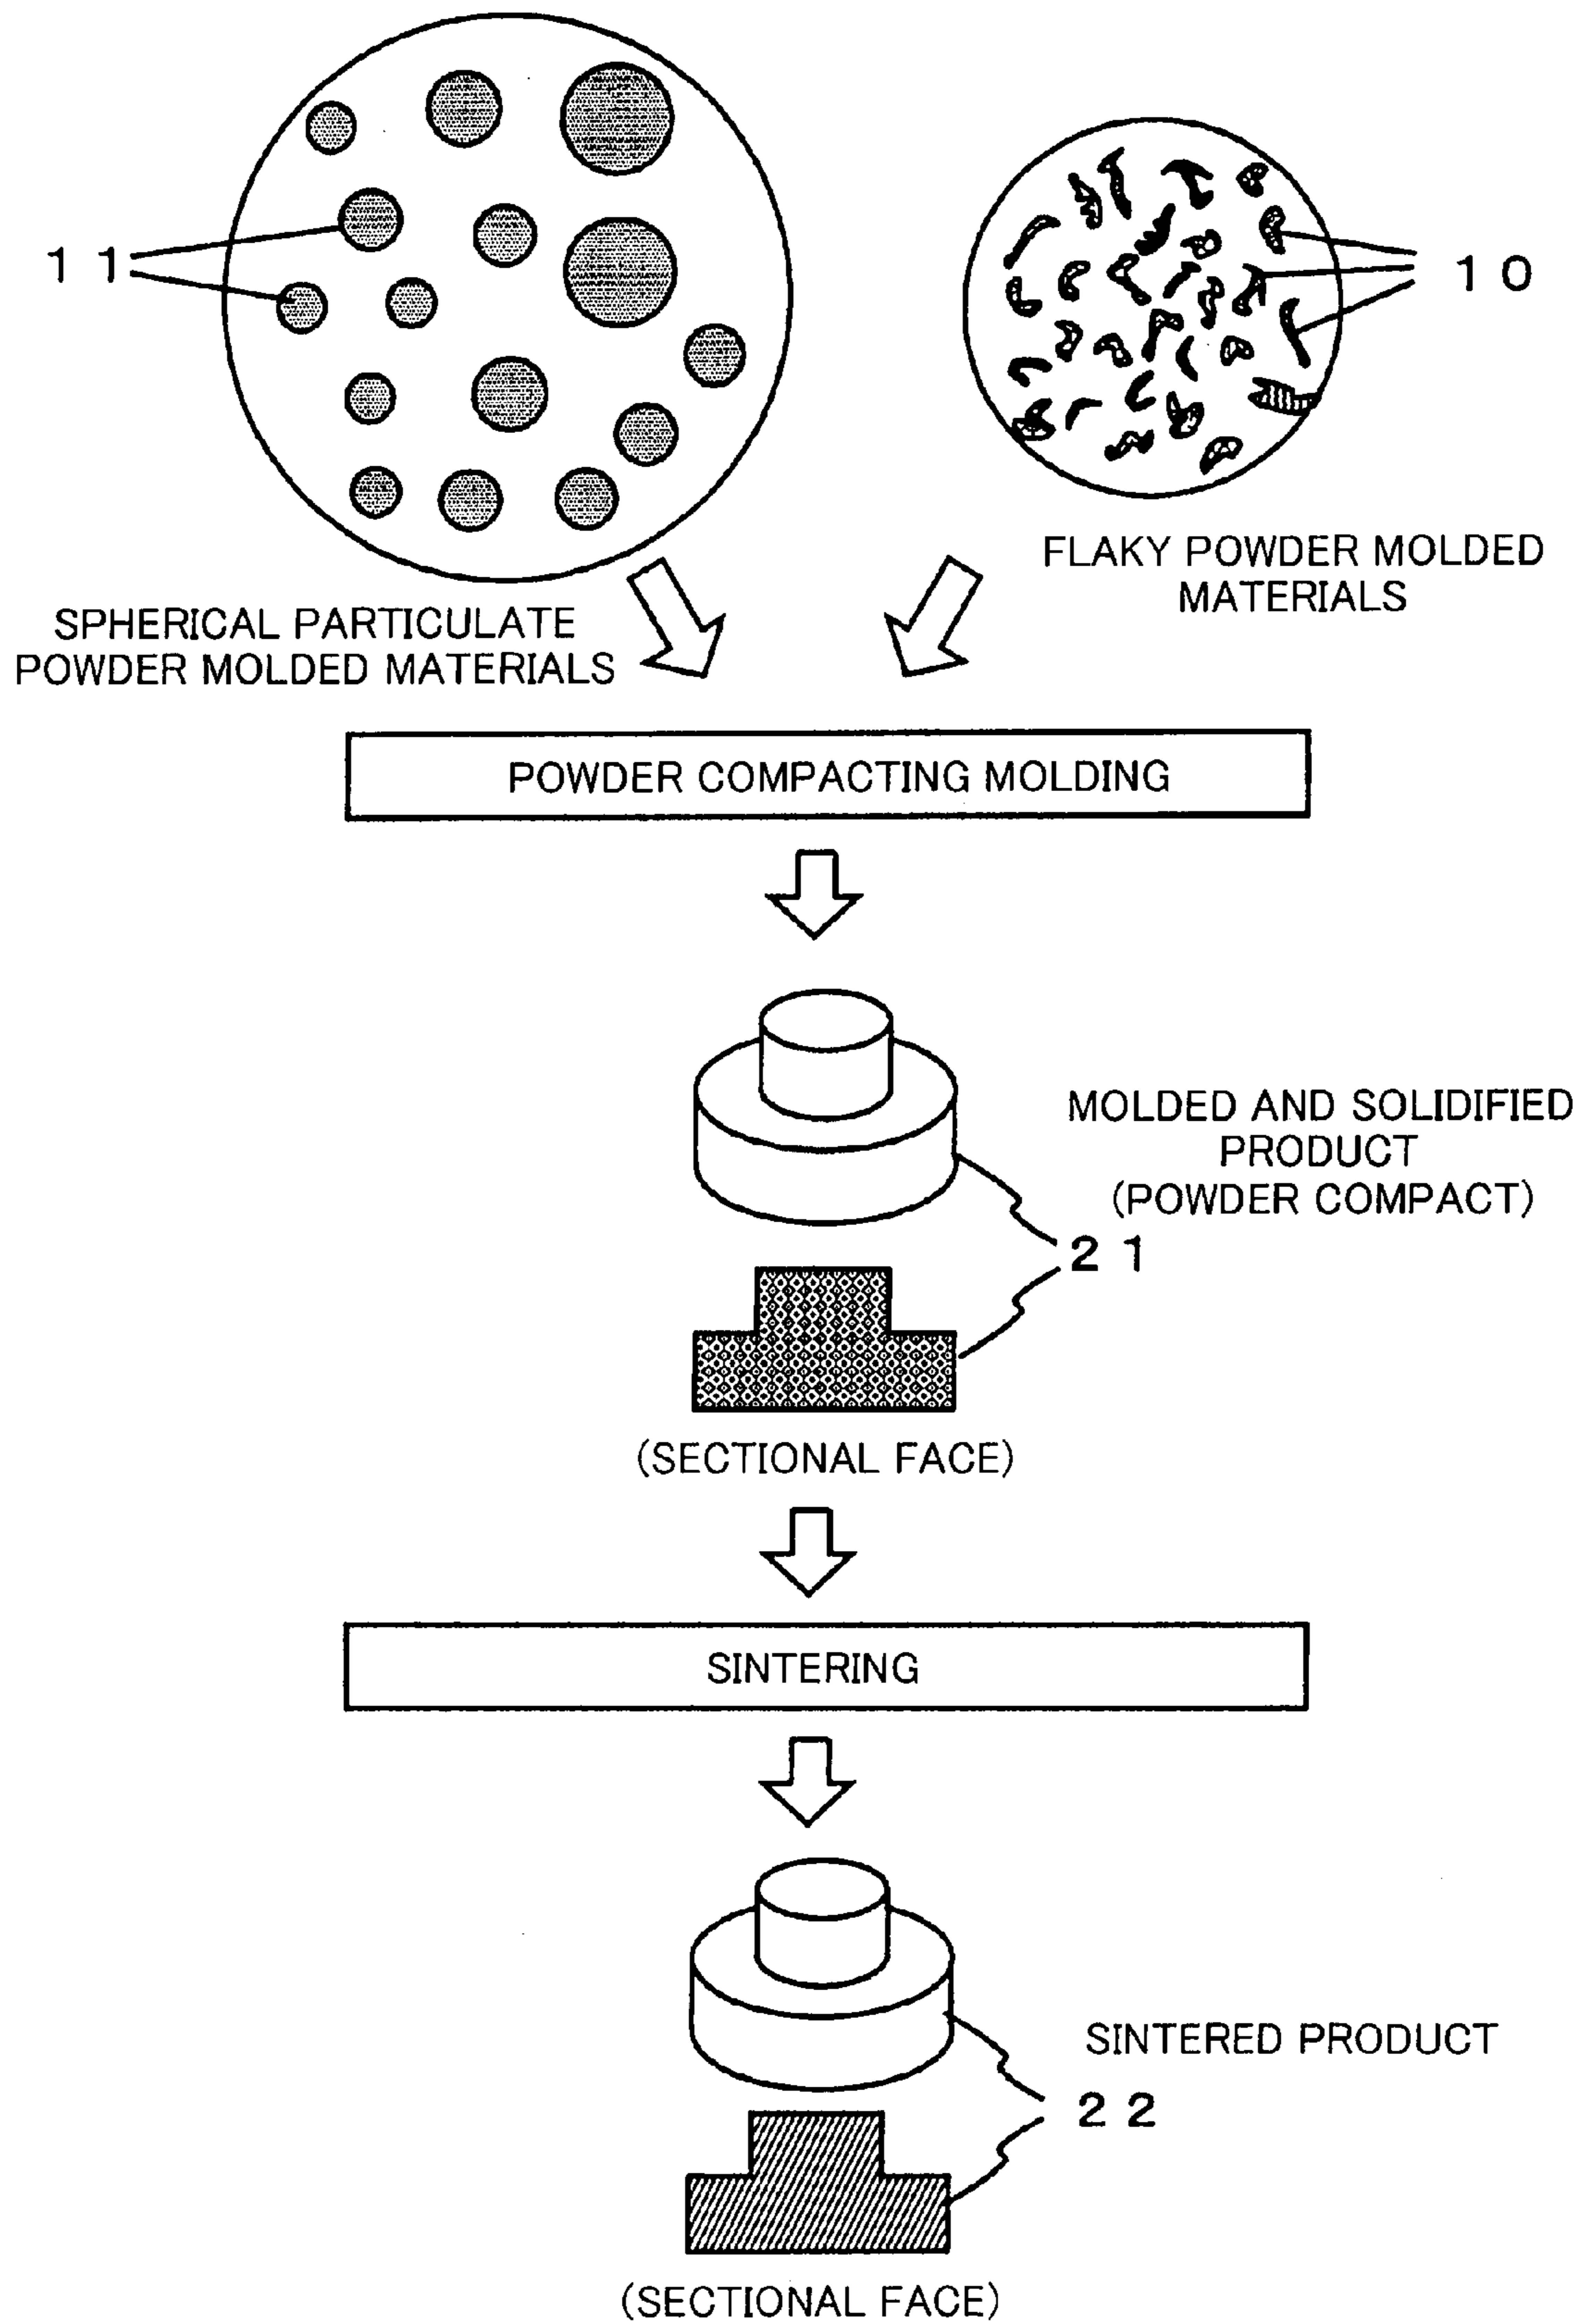 11
10
FLAKY POWDER MOLDED
MATERIALS
SPHERICAL PARTICULATE
POWDER MOLDED MATERIALS
POWDER COMPACTING MOLDING
MOLDED AND SOLIDIFIED
PRODUCT
(POWDER COMPACT)
21
(SECTIONAL FACE)
SINTERING
SINTERED PRODUCT
22
(SECTIONAL FACE)